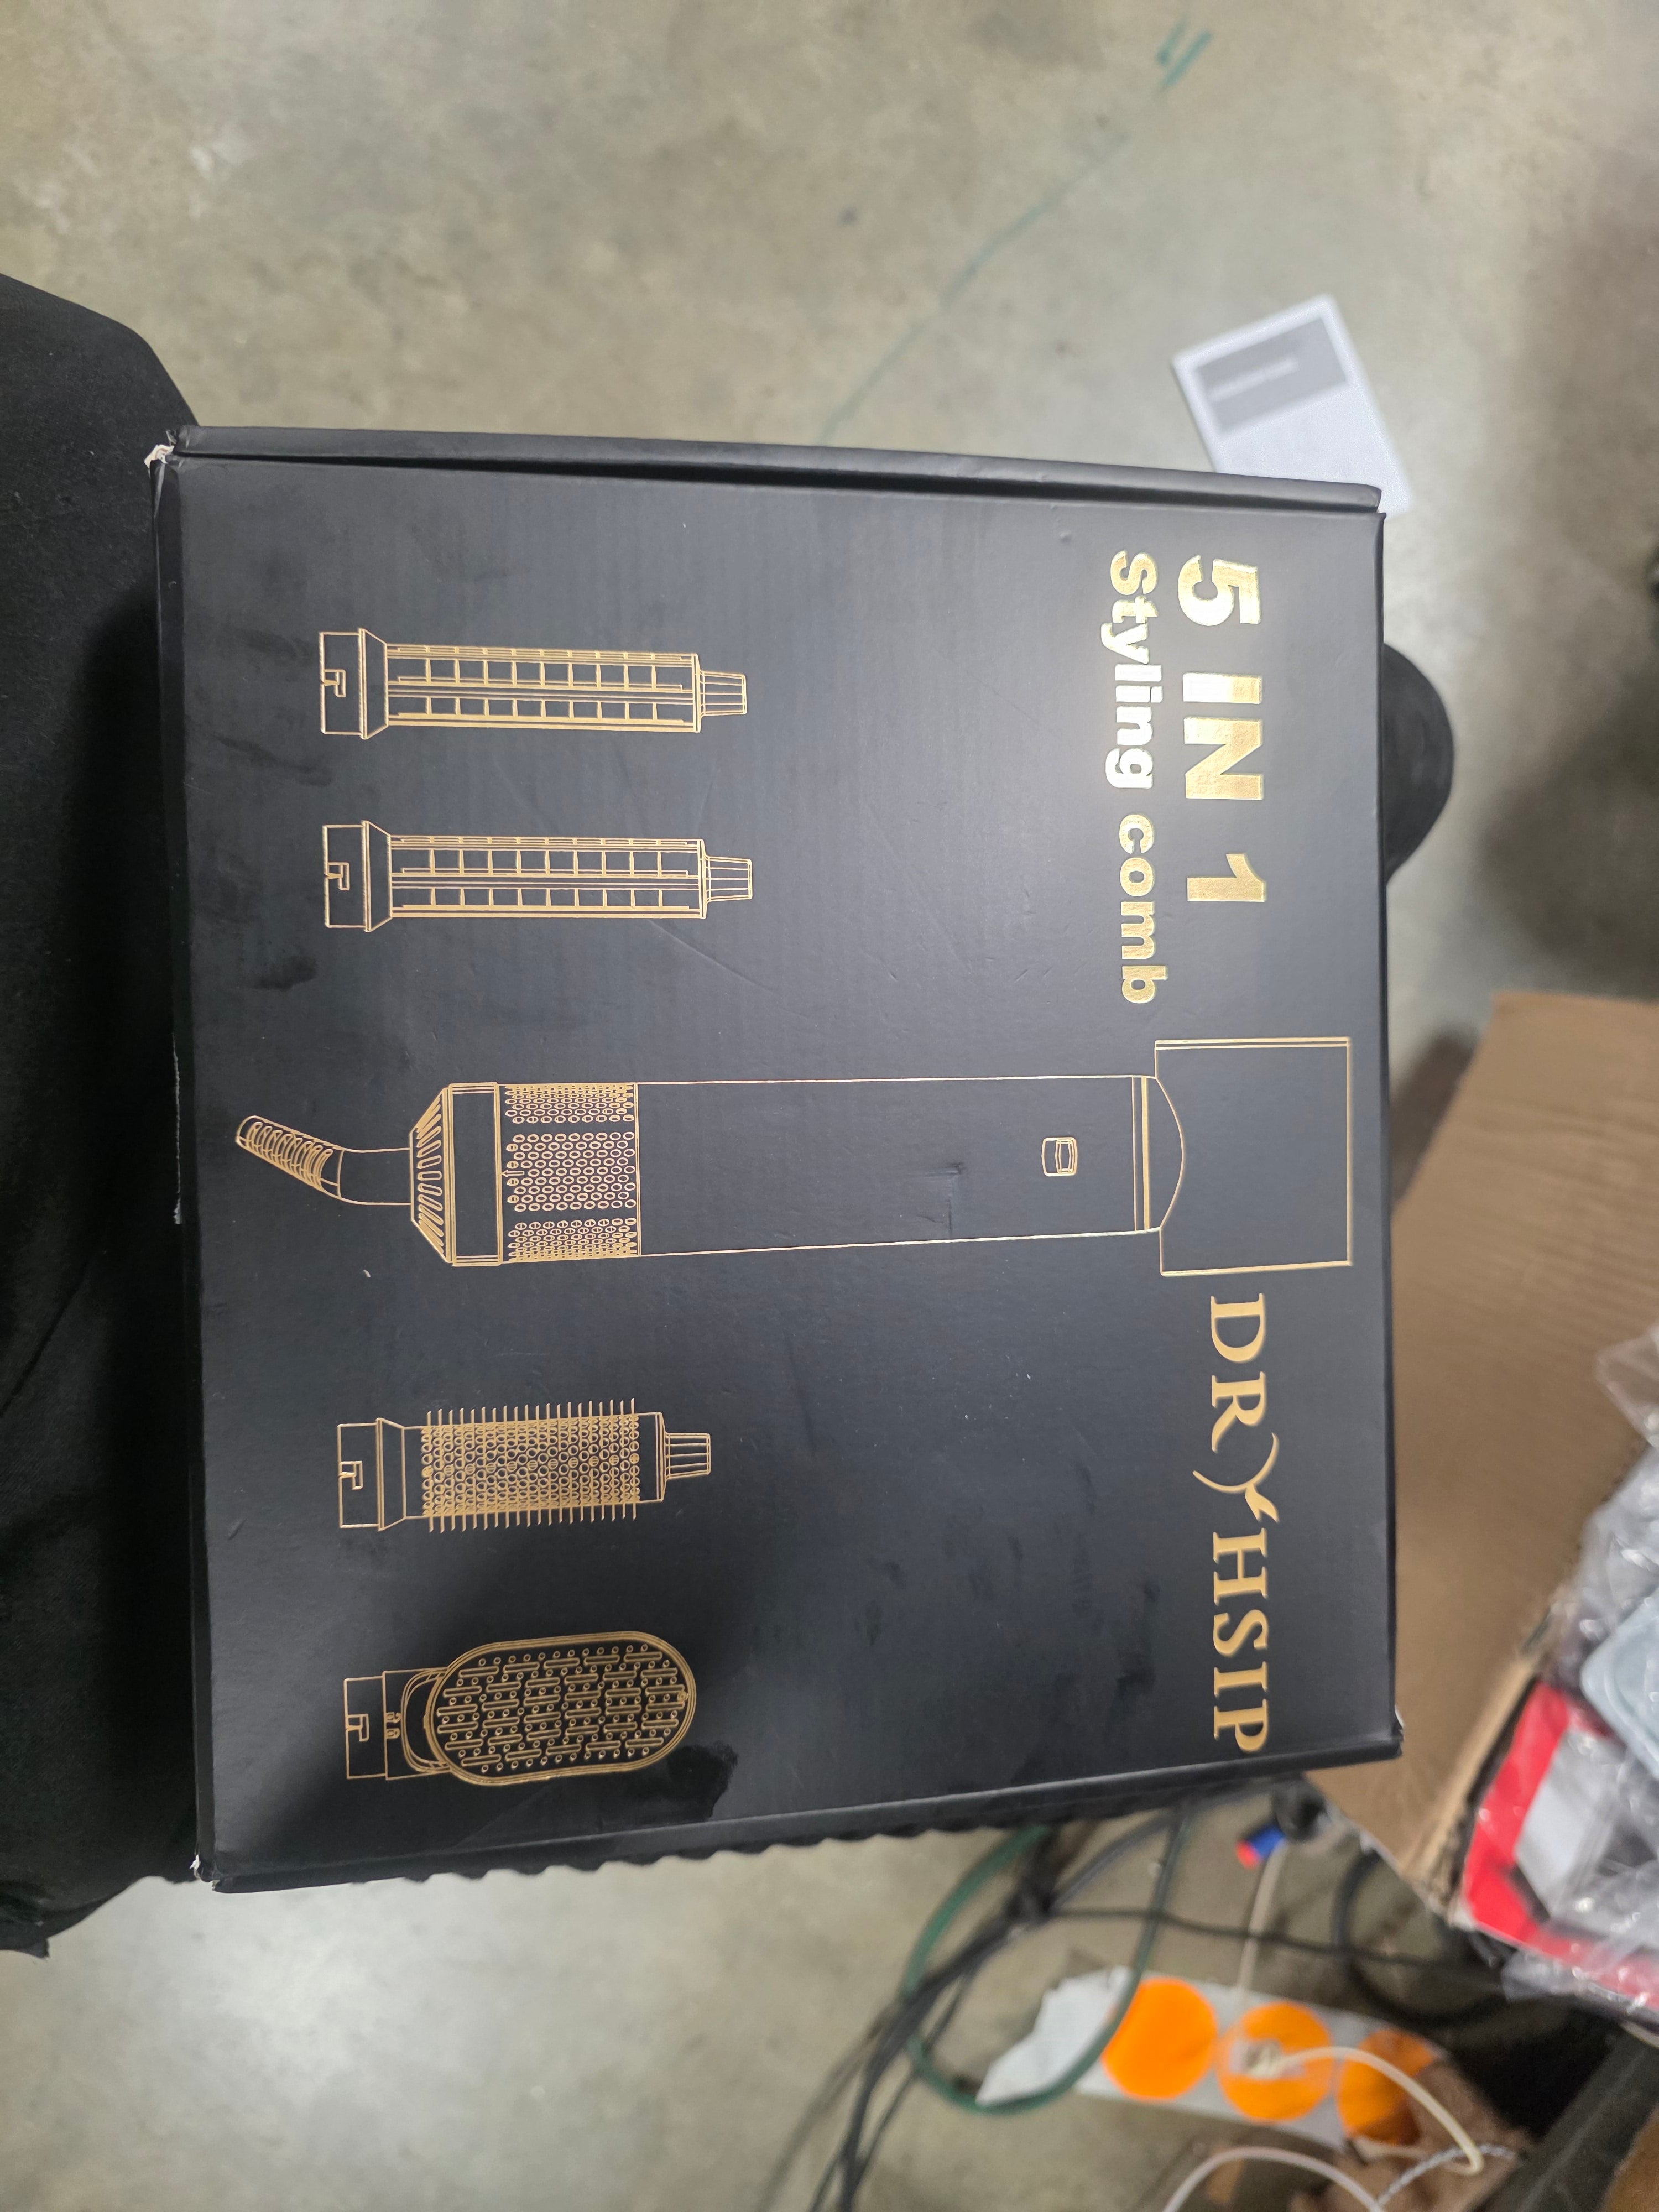 5 IN 1
Styling comb
DRYHSIP